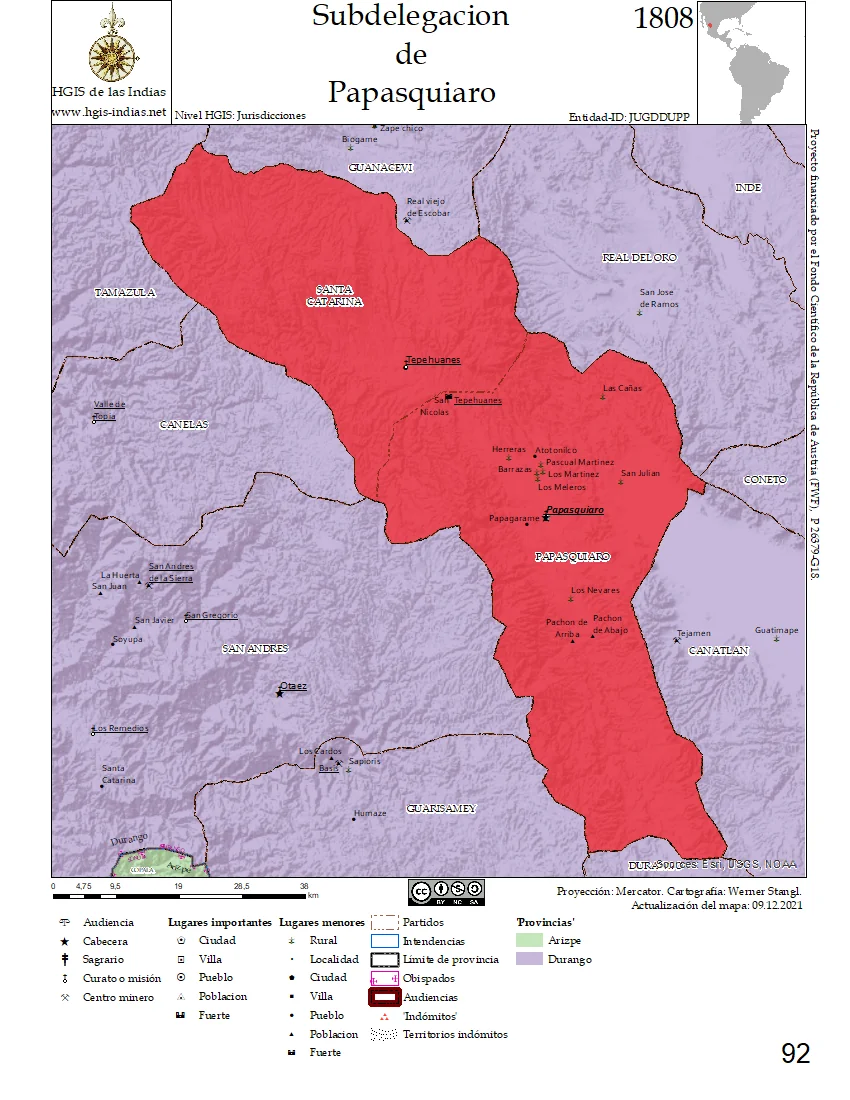 Subdelegacion
de
Papasquiaro
1808
HGIS de las Indias
www.hgis-indias.net
Nivel HGIS: Jurisdicciones
Entidad-ID: JUGDDUPP
Proyecto financiado por el Fondo Científico de la República de Austria (FWF), P 26379-G18.
Zape chico
Biogame
GUANACEVI
INDE
Real viejo
de Escobar
REAL DEL ORO
TAMAZULA
SANTA
CATARINA
San Jose
de Ramos
Tepehuanes
Las Cañas
Valle de
Topia
San
Nicolas
Tepehuanes
CANELAS
Herreras
Atotonilco
Pascual Martinez
Barrazas
Los Martinez
San Julian
CONETO
Los Meleros
Papasquiaro
Papagarame
PAPASQUIARO
San Andres
de la Sierra
La Huerta
San Juan
Los Nevares
San Javier
San Gregorio
Pachon de
Arriba
Pachon
de Abajo
Tejamen
Guatimape
Soyupa
SAN ANDRES
CANATLAN
Otaez
Los Remedios
Los Cardos
Basis
Sapioris
Santa
Catarina
Humaze
GUARISAMEY
Durango
Arizpe
COPALA
DURANGO
Sources: Esri, USGS, NOAA
0 4,75 9,5 19 28,5 38
km
CC BY NC SA
Proyección: Mercator. Cartografía: Werner Stangl.
Actualización del mapa: 09.12.2021
Audiencia
Cabecera
Sagrario
Curato o misión
Centro minero
Lugares importantes
Ciudad
Villa
Pueblo
Poblacion
Fuerte
Lugares menores
Rural
Localidad
Ciudad
Villa
Pueblo
Poblacion
Fuerte
Partidos
Intendencias
Límite de provincia
Obispados
Audiencias
'Indómitos'
Territorios indómitos
'Provincias'
Arizpe
Durango
92